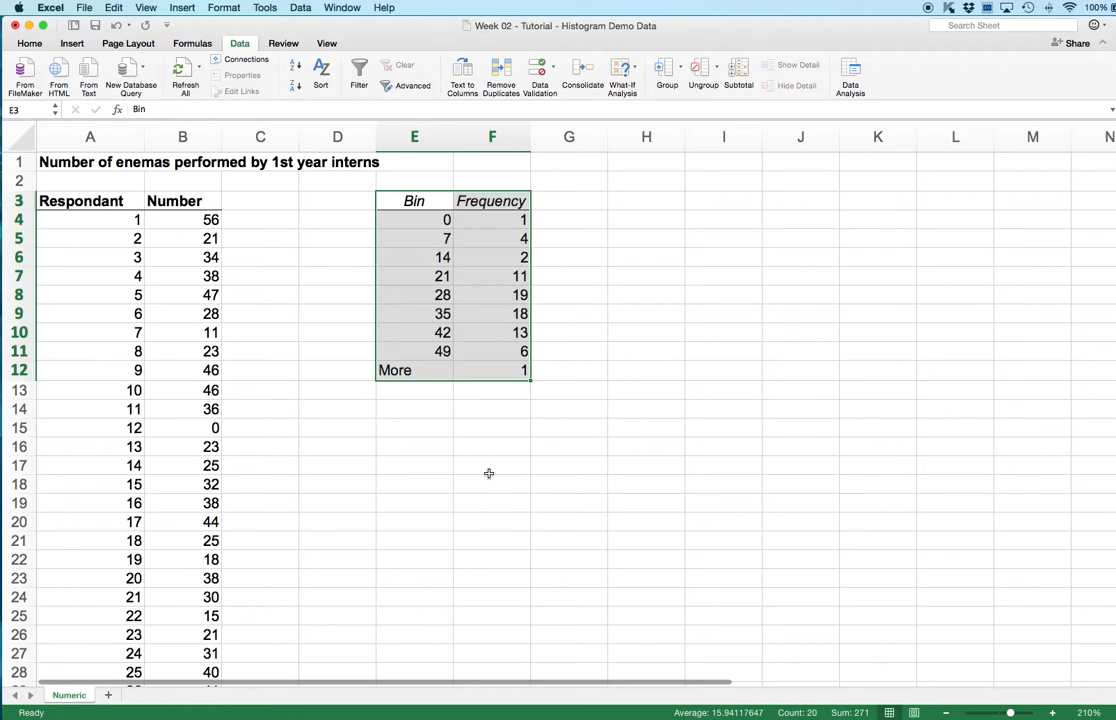 Excel File Edit View Insert Format Tools Data Window Help 100%
Week 02 - Tutorial - Histogram Demo Data
Search Sheet
Home Insert Page Layout Formulas Data Review View
Share
From FileMaker
From HTML
From Text
New Database Query
Refresh All
Connections
Properties
Edit Links
Sort
Filter
Clear
Advanced
Text to Columns
Remove Duplicates
Data Validation
Consolidate
What-If Analysis
Group
Ungroup
Subtotal
Show Detail
Hide Detail
Data Analysis
E3 fx Bin
A B C D E F G H I J K L M N
1 Number of enemas performed by 1st year interns
2
3 Respondant Number Bin Frequency
4 1 56 0 1
5 2 21 7 4
6 3 34 14 2
7 4 38 21 11
8 5 47 28 19
9 6 28 35 18
10 7 11 42 13
11 8 23 49 6
12 9 46 More 1
13 10 46
14 11 36
15 12 0
16 13 23
17 14 25
18 15 32
19 16 38
20 17 44
21 18 25
22 19 18
23 20 38
24 21 30
25 22 15
26 23 21
27 24 31
28 25 40
Numeric
Ready Average: 15.94117647 Count: 20 Sum: 271 210%